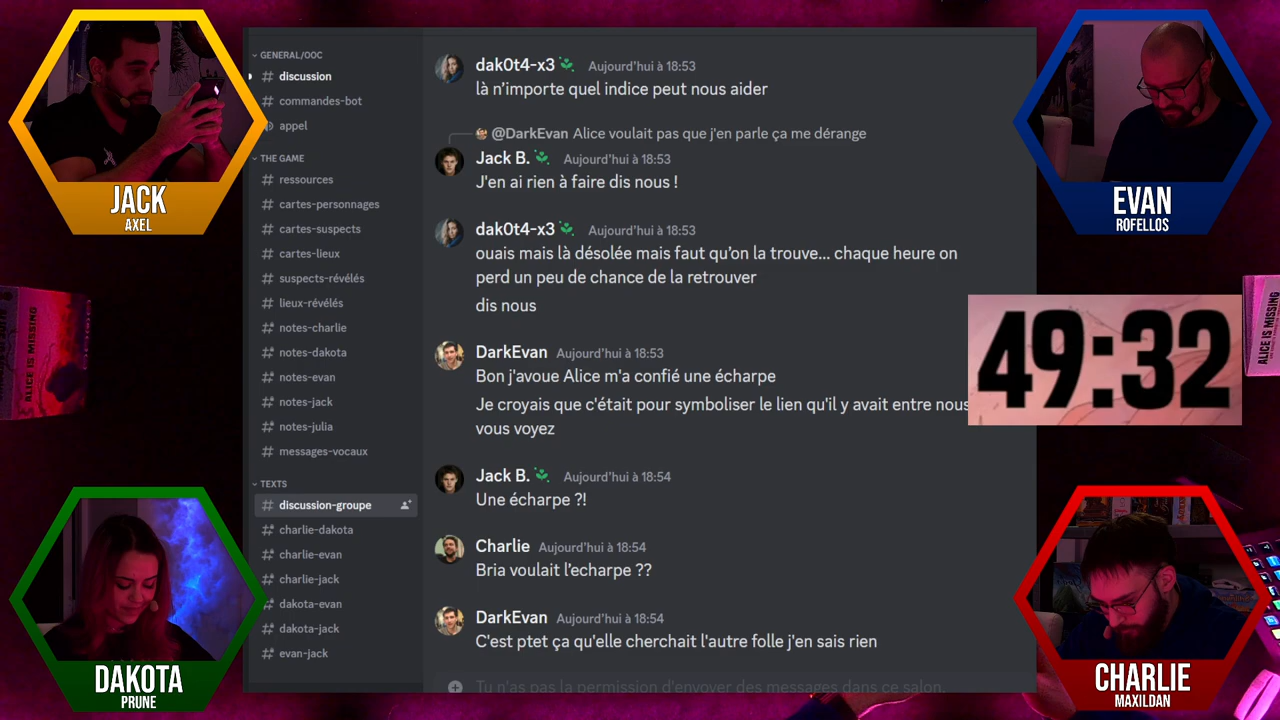 GENERAL/OOC
discussion
commandes-bot
appel
THE GAME
ressources
cartes-personnages
cartes-suspects
cartes-lieux
suspects-révélés
lieux-révélés
notes-charlie
notes-dakota
notes-evan
notes-jack
notes-julia
messages-vocaux
TEXTS
discussion-groupe
charlie-dakota
charlie-evan
charlie-jack
dakota-evan
dakota-jack
evan-jack
dak0t4-x3 Aujourd'hui à 18:53
là n'importe quel indice peut nous aider
@DarkEvan Alice voulait pas que j'en parle ça me dérange
Jack B. Aujourd'hui à 18:53
J'en ai rien à faire dis nous !
dak0t4-x3 Aujourd'hui à 18:53
ouais mais là désolée mais faut qu'on la trouve... chaque heure on
perd un peu de chance de la retrouver
dis nous
DarkEvan Aujourd'hui à 18:53
Bon j'avoue Alice m'a confié une écharpe
Je croyais que c'était pour symboliser le lien qu'il y avait entre nous
vous voyez
Jack B. Aujourd'hui à 18:54
Une écharpe ?!
Charlie Aujourd'hui à 18:54
Bria voulait l'echarpe ??
DarkEvan Aujourd'hui à 18:54
C'est ptet ça qu'elle cherchait l'autre folle j'en sais rien
Tu n'as pas la permission d'envoyer des messages dans ce salon.
JACK
AXEL
EVAN
ROFELLOS
49:32
DAKOTA
PRUNE
CHARLIE
MAXILDAN
ALICE IS MISSING
ALICE IS MISSING